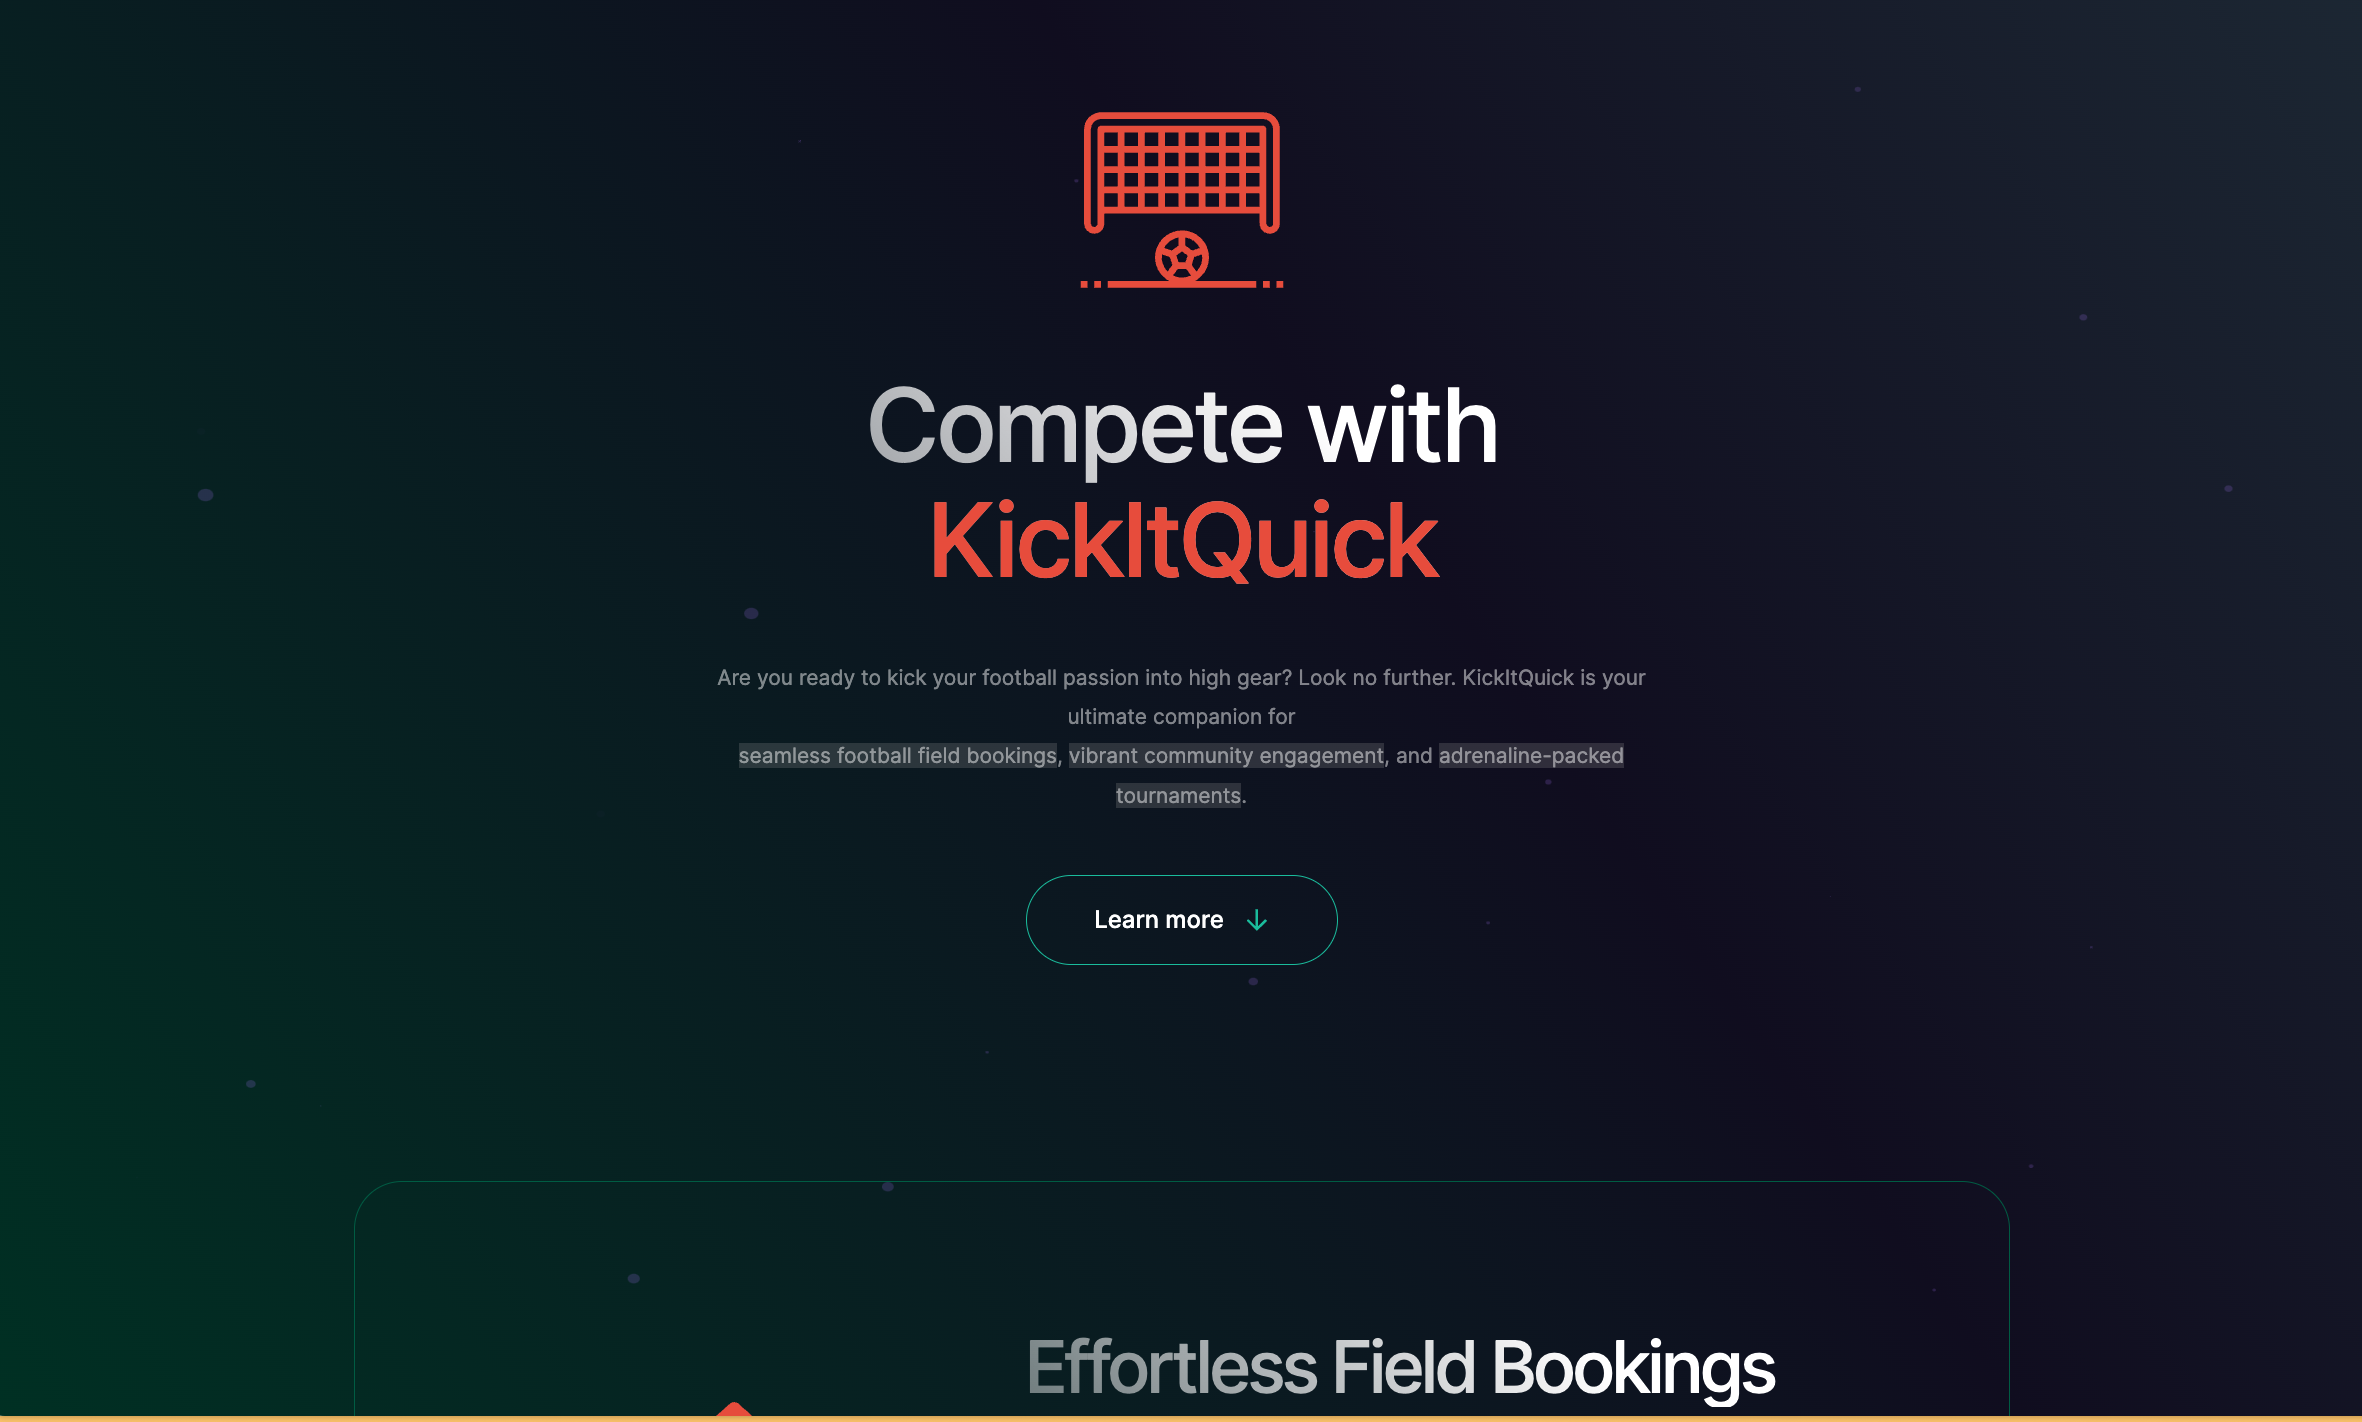 Compete with
KickItQuick
Are you ready to kick your football passion into high gear? Look no further. KickItQuick is your
ultimate companion for
seamless football field bookings, vibrant community engagement, and adrenaline-packed
tournaments.
Learn more
Effortless Field Bookings